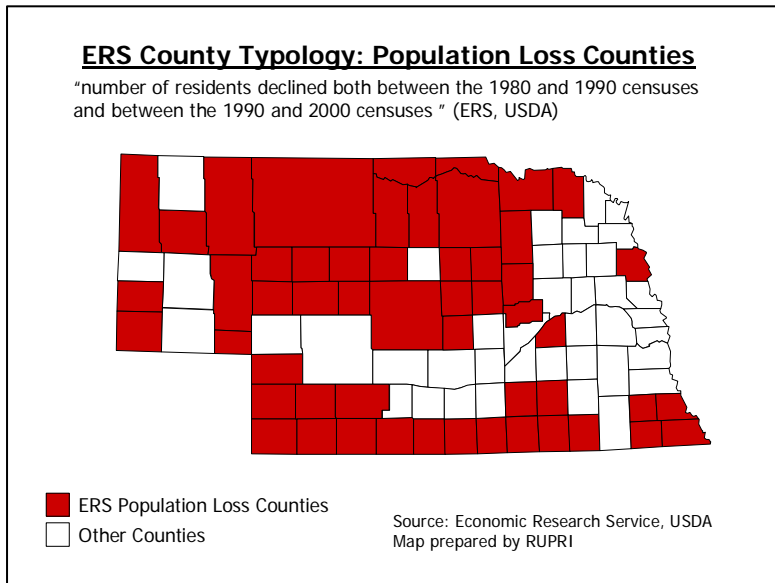 ERS County Typology: Population Loss Counties
“number of residents declined both between the 1980 and 1990 censuses
and between the 1990 and 2000 censuses ” (ERS, USDA)
ERS Population Loss Counties
Other Counties
Source: Economic Research Service, USDA
Map prepared by RUPRI